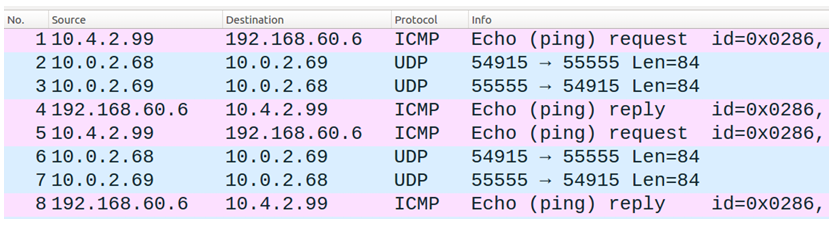 No. Source Destination Protocol Info
1 10.4.2.99 192.168.60.6 ICMP Echo (ping) request id=0x0286,
2 10.0.2.68 10.0.2.69 UDP 54915 → 55555 Len=84
3 10.0.2.69 10.0.2.68 UDP 55555 → 54915 Len=84
4 192.168.60.6 10.4.2.99 ICMP Echo (ping) reply id=0x0286,
5 10.4.2.99 192.168.60.6 ICMP Echo (ping) request id=0x0286,
6 10.0.2.68 10.0.2.69 UDP 54915 → 55555 Len=84
7 10.0.2.69 10.0.2.68 UDP 55555 → 54915 Len=84
8 192.168.60.6 10.4.2.99 ICMP Echo (ping) reply id=0x0286,